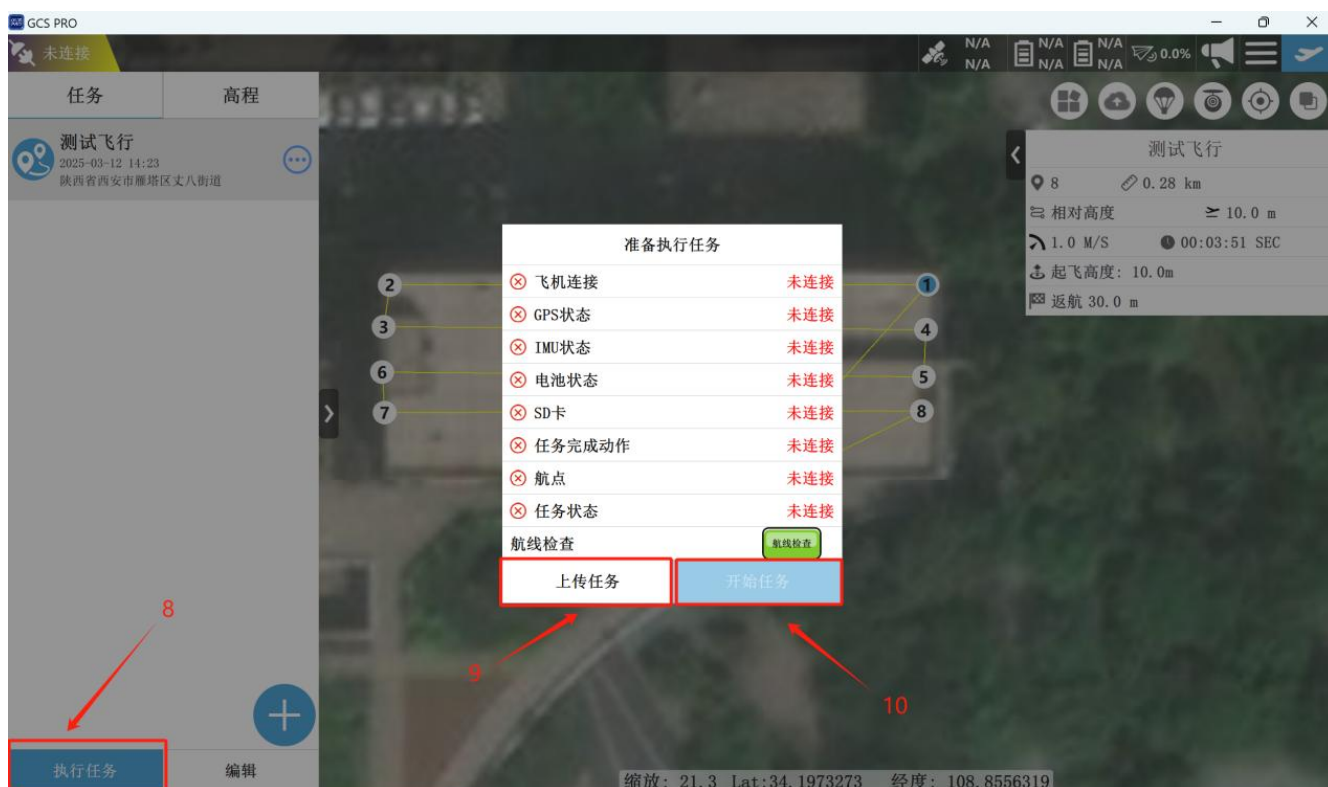 GCS PRO
未连接
N/A
N/A
N/A
N/A
N/A
N/A
0.0%
任务 高程
测试飞行
2025-03-12 14:23
陕西省西安市雁塔区丈八街道
测试飞行
8 0.28 km
相对高度 10.0 m
1.0 M/S 00:03:51 SEC
起飞高度: 10.0m
返航 30.0 m
准备执行任务
飞机连接 未连接
GPS状态 未连接
IMU状态 未连接
电池状态 未连接
SD卡 未连接
任务完成动作 未连接
航点 未连接
任务状态 未连接
航线检查 航线检查
上传任务 开始任务
2
1
3
4
6
5
7
8
8
9
10
执行任务 编辑
缩放: 21.3 Lat:34.1973273 经度: 108.8556319